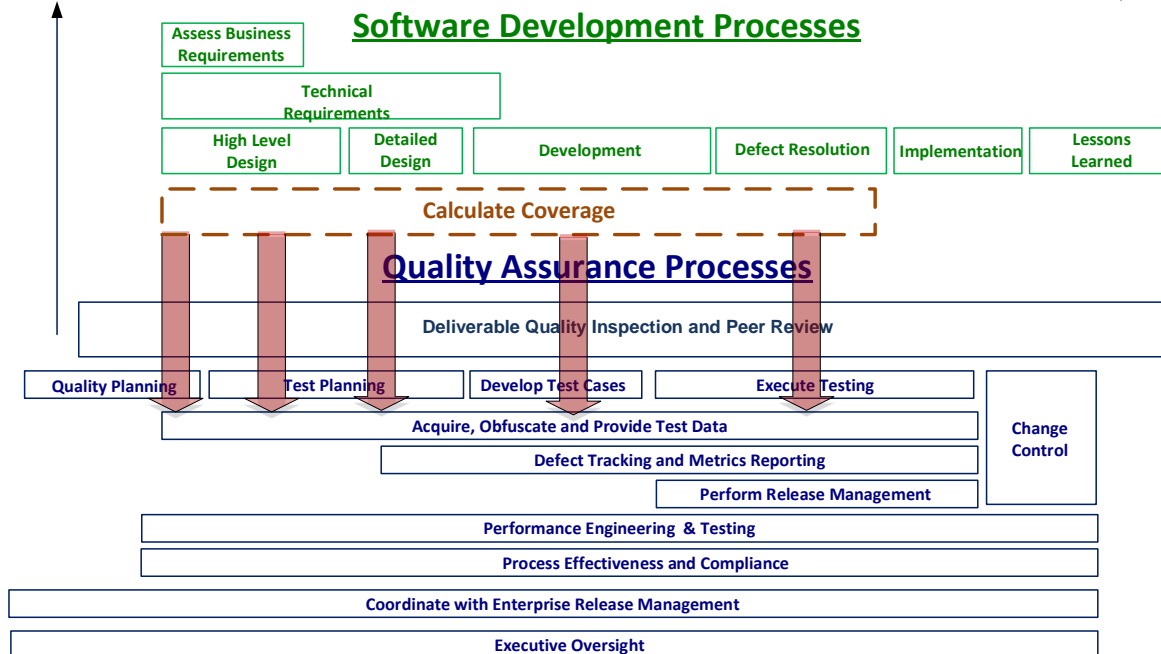 Software Development Processes
Assess Business
Requirements
Technical
Requirements
High Level
Design
Detailed
Design
Development
Defect Resolution
Implementation
Lessons
Learned
Calculate Coverage
Quality Assurance Processes
Deliverable Quality Inspection and Peer Review
Quality Planning
Test Planning
Develop Test Cases
Execute Testing
Change
Control
Acquire, Obfuscate and Provide Test Data
Defect Tracking and Metrics Reporting
Perform Release Management
Performance Engineering & Testing
Process Effectiveness and Compliance
Coordinate with Enterprise Release Management
Executive Oversight